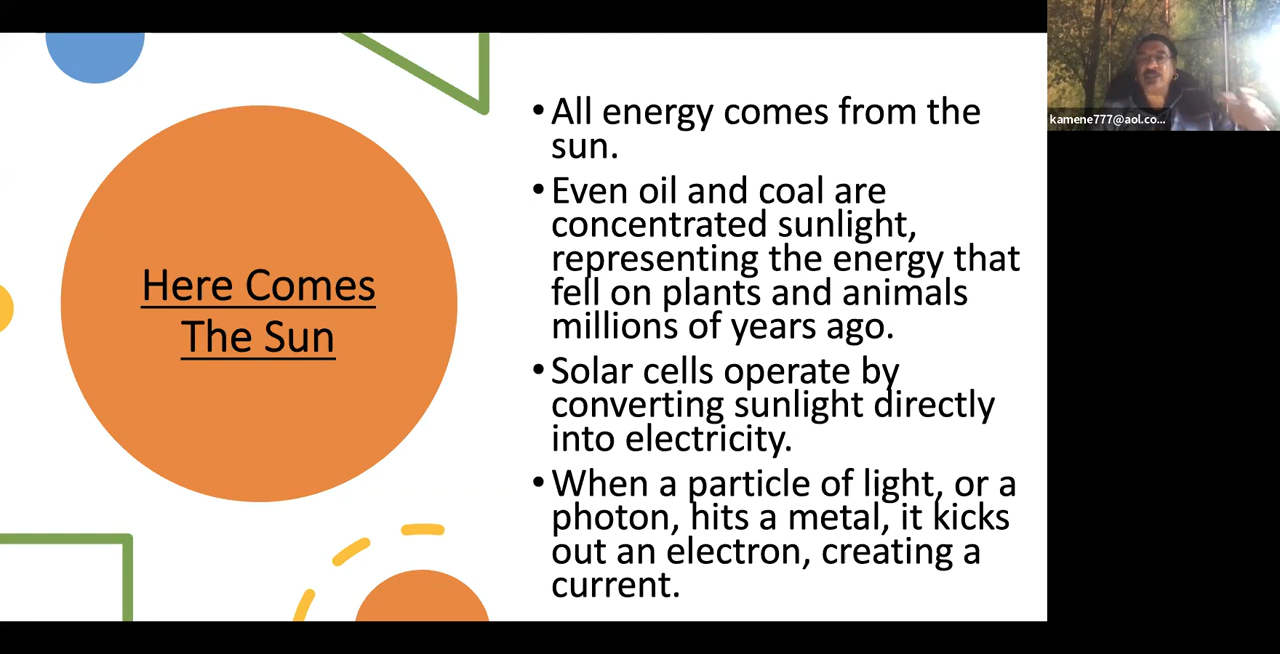 Here Comes
The Sun
• All energy comes from the
sun.
• Even oil and coal are
concentrated sunlight,
representing the energy that
fell on plants and animals
millions of years ago.
• Solar cells operate by
converting sunlight directly
into electricity.
• When a particle of light, or a
photon, hits a metal, it kicks
out an electron, creating a
current.
kamene777@aol.co...